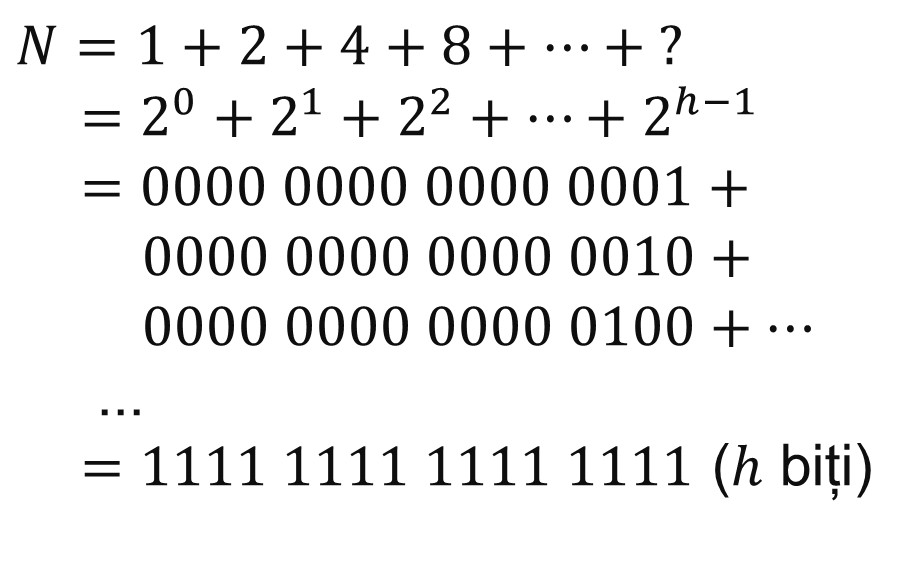 N = 1 + 2 + 4 + 8 + ⋯ + ?
= 2⁰ + 2¹ + 2² + ⋯ + 2ʰ⁻¹
= 0000 0000 0000 0001 +
0000 0000 0000 0010 +
0000 0000 0000 0100 + ⋯
...
= 1111 1111 1111 1111 (h biți)